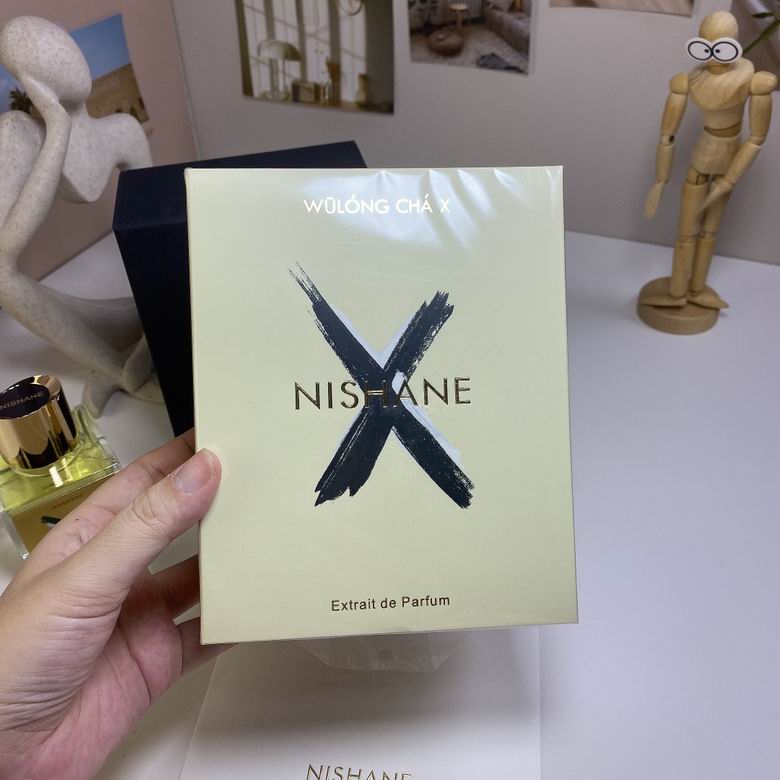 WŪLÓNG CHÁ X
NISHANE
Extrait de Parfum
NISHANE
NISHANE